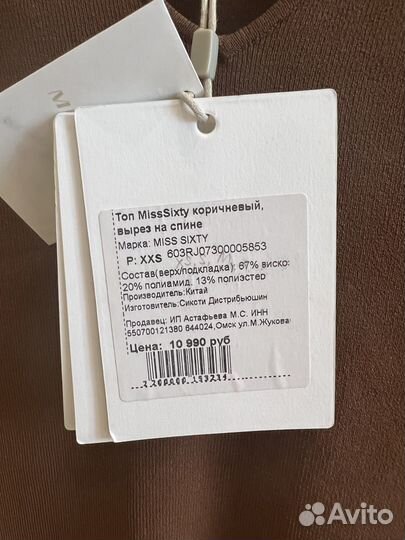 M
Топ MissSixty коричневый,
вырез на спине
Марка: MISS SIXTY
Р: XXS 603RJ07300005853
XS, S, M
Состав(верх/подкладка): 67% виско:
20% полиамид. 13% полиэстер
Производитель:Китай
Изготовитель:Сиксти Дистрибьюшин
Продавец: ИП Астафьева М.С. ИНН
550700121380 644024,Омск ул.М.Жукова
Цена: 10 990 руб
Avito